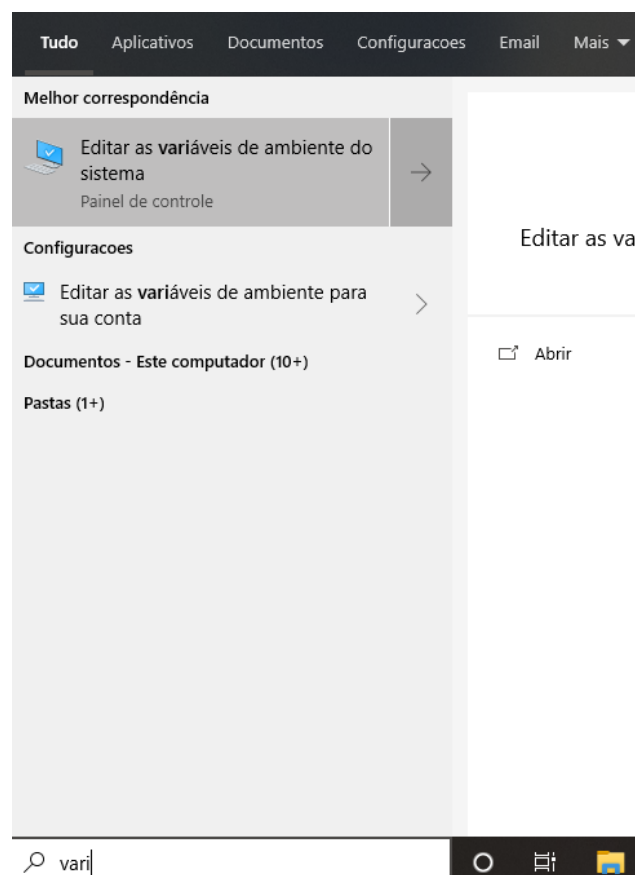 Tudo Aplicativos Documentos Configuracoes Email Mais
Melhor correspondência
Editar as variáveis de ambiente do
sistema
Painel de controle
Configuracoes
Editar as variáveis de ambiente para
sua conta
Documentos - Este computador (10+)
Pastas (1+)
Editar as va
Abrir
vari